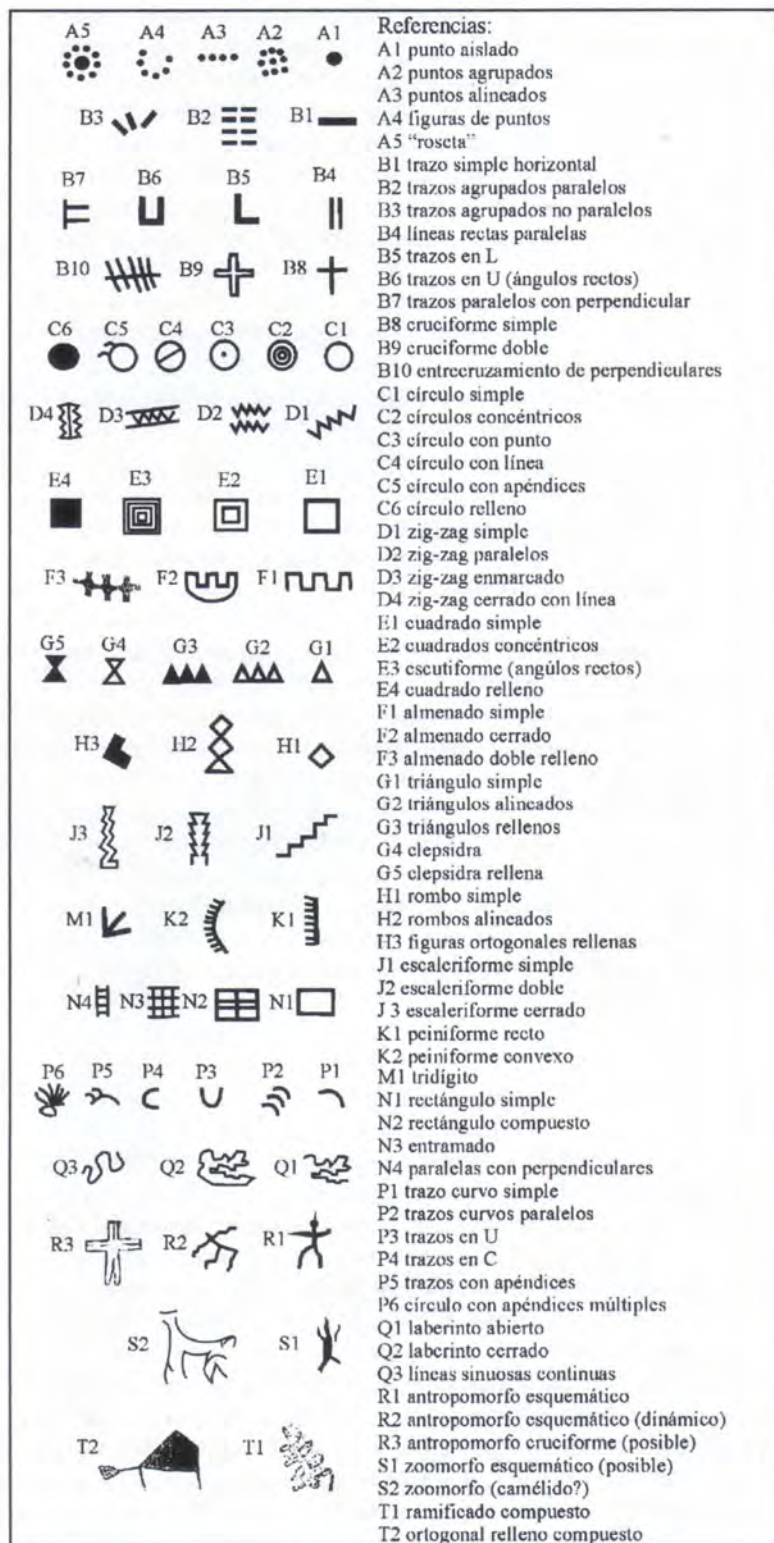 A5 A4 A3 A2 A1
B3 B2 B1
B7 B6 B5 B4
B10 B9 B8
C6 C5 C4 C3 C2 C1
D4 D3 D2 D1
E4 E3 E2 E1
F3 F2 F1
G5 G4 G3 G2 G1
H3 H2 H1
J3 J2 J1
M1 K2 K1
N4 N3 N2 N1
P6 P5 P4 P3 P2 P1
Q3 Q2 Q1
R3 R2 R1
S2 S1
T2 T1
Referencias:
A1 punto aislado
A2 puntos agrupados
A3 puntos alineados
A4 figuras de puntos
A5 “roseta”
B1 trazo simple horizontal
B2 trazos agrupados paralelos
B3 trazos agrupados no paralelos
B4 líneas rectas paralelas
B5 trazos en L
B6 trazos en U (ángulos rectos)
B7 trazos paralelos con perpendicular
B8 cruciforme simple
B9 cruciforme doble
B10 entrecruzamiento de perpendiculares
C1 círculo simple
C2 círculos concéntricos
C3 círculo con punto
C4 círculo con línea
C5 círculo con apéndices
C6 círculo relleno
D1 zig-zag simple
D2 zig-zag paralelos
D3 zig-zag enmarcado
D4 zig-zag cerrado con línea
E1 cuadrado simple
E2 cuadrados concéntricos
E3 escutiforme (angúlos rectos)
E4 cuadrado relleno
F1 almenado simple
F2 almenado cerrado
F3 almenado doble relleno
G1 triángulo simple
G2 triángulos alineados
G3 triángulos rellenos
G4 clepsidra
G5 clepsidra rellena
H1 rombo simple
H2 rombos alineados
H3 figuras ortogonales rellenas
J1 escaleriforme simple
J2 escaleriforme doble
J 3 escaleriforme cerrado
K1 peiniforme recto
K2 peiniforme convexo
M1 tridígito
N1 rectángulo simple
N2 rectángulo compuesto
N3 entramado
N4 paralelas con perpendiculares
P1 trazo curvo simple
P2 trazos curvos paralelos
P3 trazos en U
P4 trazos en C
P5 trazos con apéndices
P6 círculo con apéndices múltiples
Q1 laberinto abierto
Q2 laberinto cerrado
Q3 líneas sinuosas continuas
R1 antropomorfo esquemático
R2 antropomorfo esquemático (dinámico)
R3 antropomorfo cruciforme (posible)
S1 zoomorfo esquemático (posible)
S2 zoomorfo (camélido?)
T1 ramificado compuesto
T2 ortogonal relleno compuesto